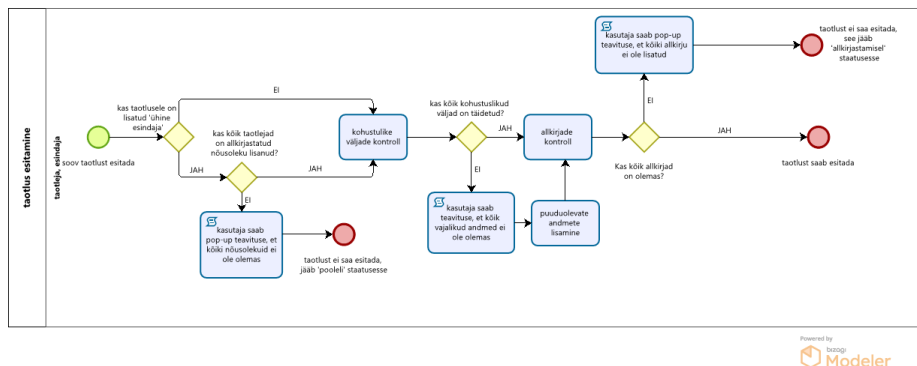 taotlus esitamine
taotleja, esindaja
soov taotlust esitada
kas taotlusele on
lisatud 'ühine
esindaja'
EI
JAH
kas kõik taotlejad
on allkirjastatud
nõusoleku lisanud?
JAH
EI
kasutaja saab
pop-up teavituse, et
kõiki nõusolekuid ei
ole olemas
taotlust ei saa esitada,
jääb 'pooleli' staatusesse
kohustulike
väljade kontroll
kas kõik kohustuslikud
väljad on täidetud?
JAH
EI
kasutaja saab
teavituse, et kõik
vajalikud andmed ei
ole olemas
puuduolevate
andmete
lisamine
allkirjade
kontroll
Kas kõik allkirjad
on olemas?
EI
JAH
kasutaja saab pop-up
teavituse, et kõiki allkirju
ei ole lisatud
taotlust ei saa esitada,
see jääb
'allkirjastamisel'
staatusesse
taotlust saab esitada
Powered by
bizagi
Modeler